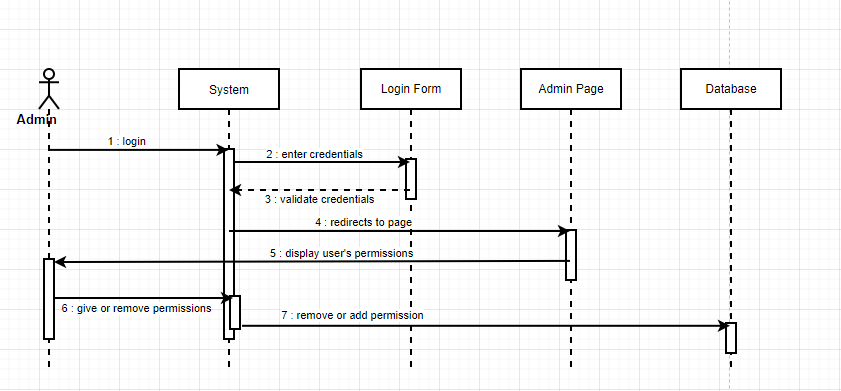 System
Login Form
Admin Page
Database
Admin
1 : login
2 : enter credentials
3 : validate credentials
4 : redirects to page
5 : display user's permissions
6 : give or remove permissions
7 : remove or add permission